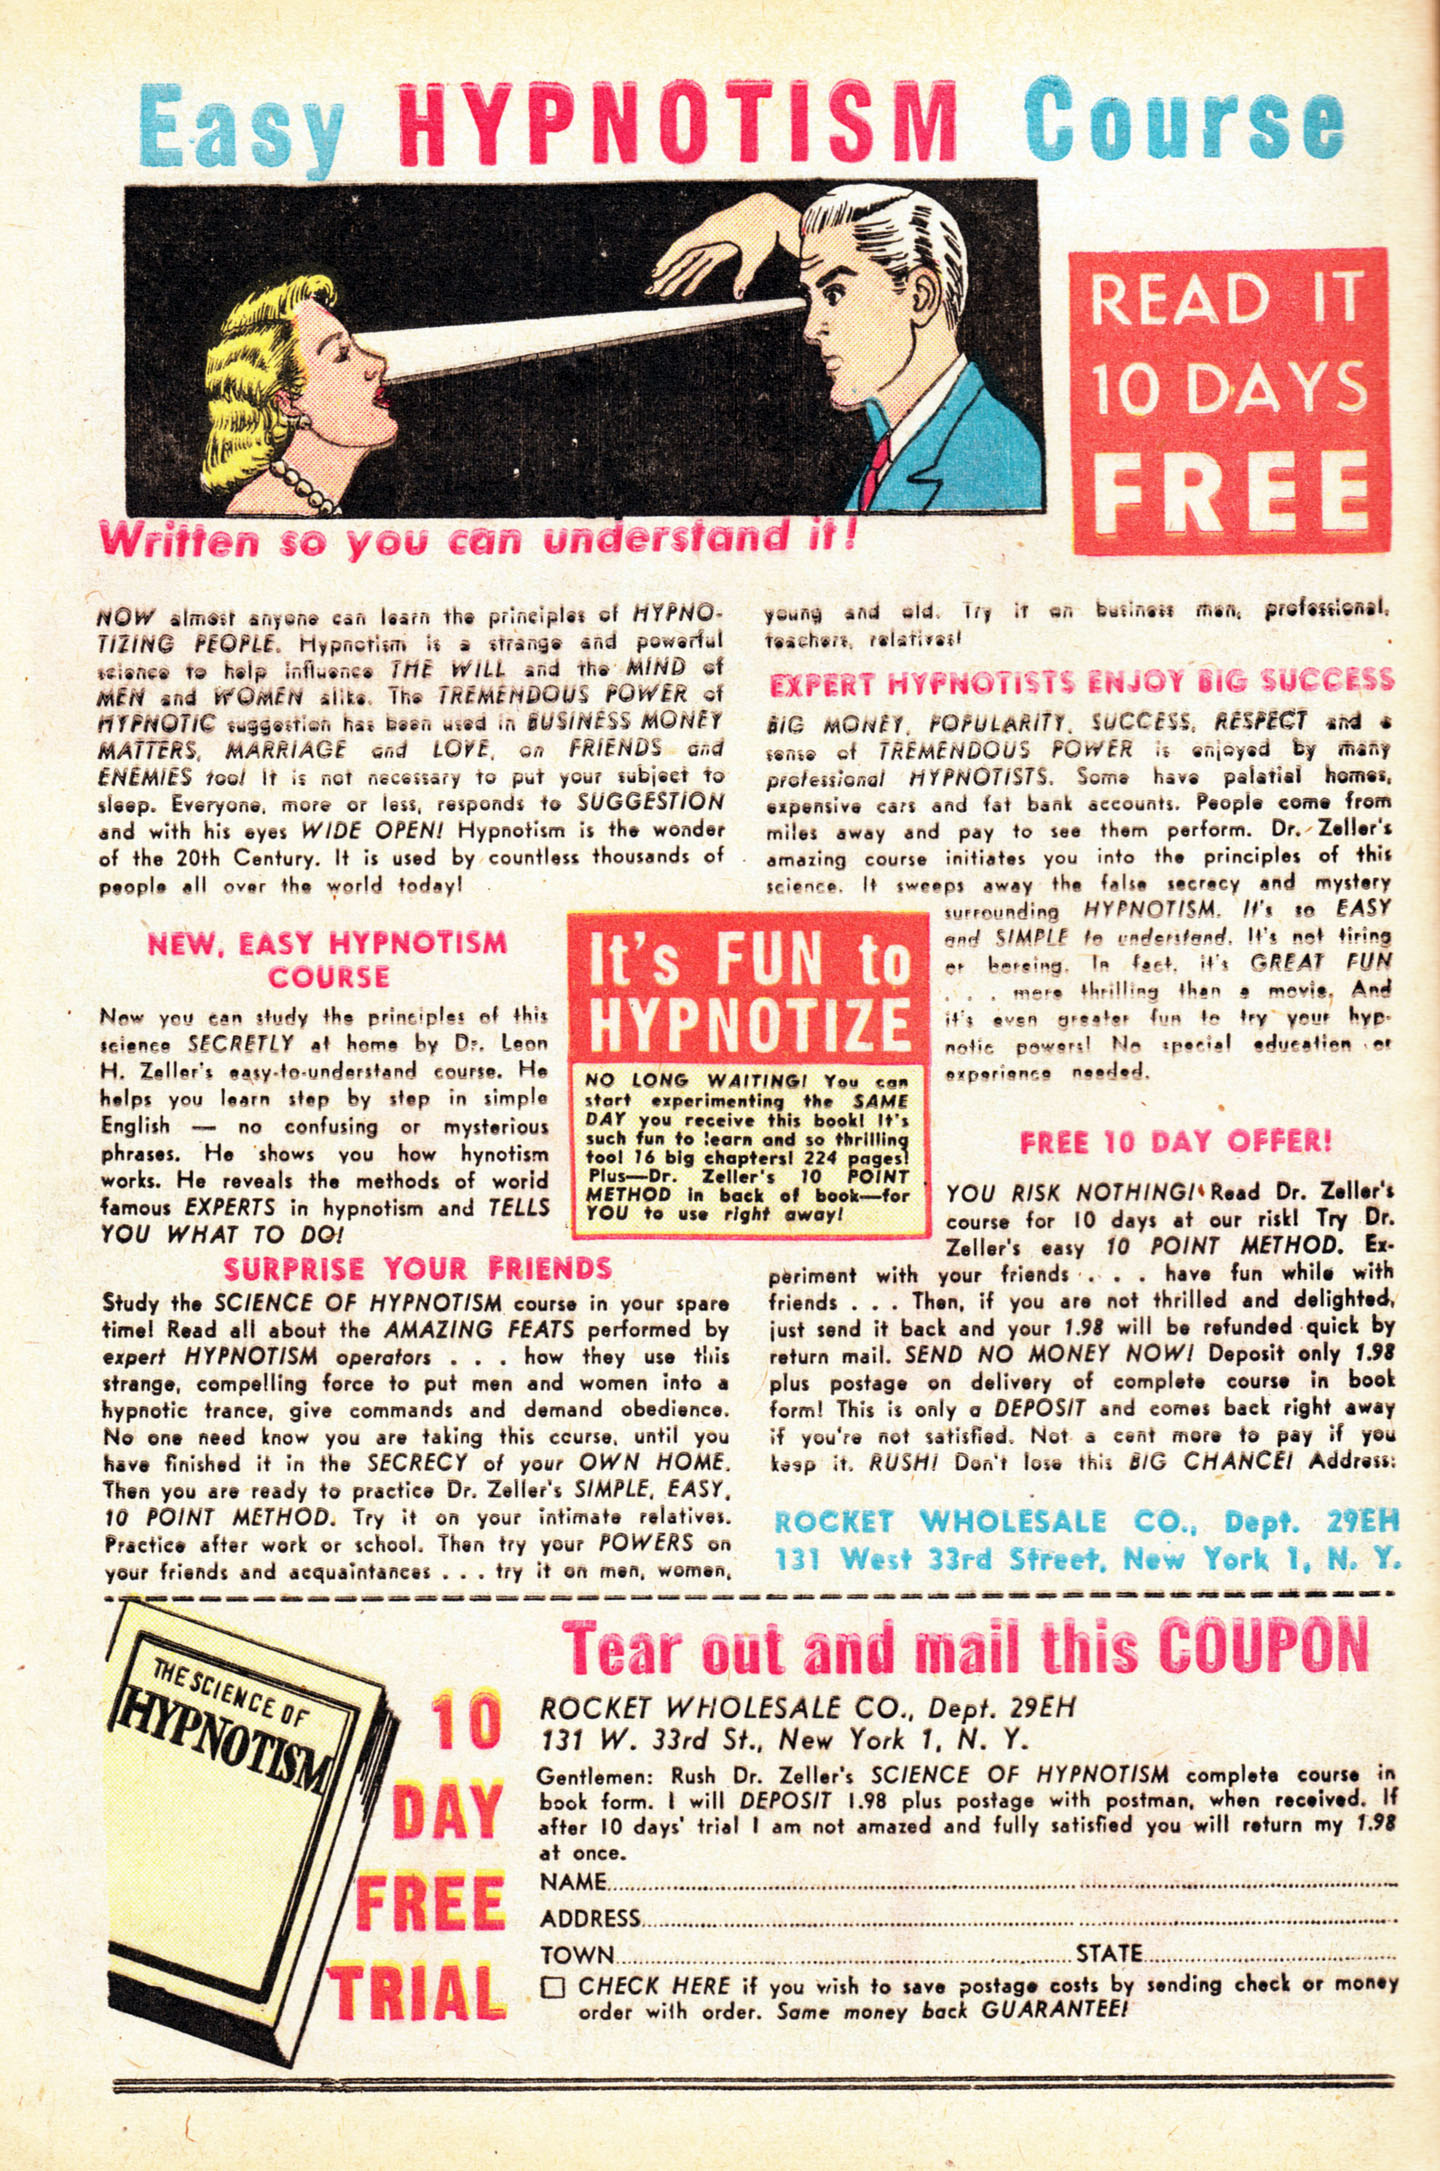 Easy HYPNOTISM Course
READ IT
10 DAYS
FREE
Written so you can understand it!
NOW almost anyone can learn the principles of HYPNO-
TIZING PEOPLE. Hypnotism is a strange and powerful
science to help influence THE WILL and the MIND of
MEN and WOMEN alike. The TREMENDOUS POWER of
HYPNOTIC suggestion has been used in BUSINESS MONEY
MATTERS, MARRIAGE and LOVE, on FRIENDS and
ENEMIES too! It is not necessary to put your subject to
sleep. Everyone, more or less, responds to SUGGESTION
and with his eyes WIDE OPEN! Hypnotism is the wonder
of the 20th Century. It is used by countless thousands of
people all over the world today!
NEW, EASY HYPNOTISM
COURSE
Now you can study the principles of this
science SECRETLY at home by Dr. Leon
H. Zeller's easy-to-understand course. He
helps you learn step by step in simple
English — no confusing or mysterious
phrases. He shows you how hynotism
works. He reveals the methods of world
famous EXPERTS in hypnotism and TELLS
YOU WHAT TO DO!
SURPRISE YOUR FRIENDS
Study the SCIENCE OF HYPNOTISM course in your spare
time! Read all about the AMAZING FEATS performed by
expert HYPNOTISM operators . . . how they use this
strange, compelling force to put men and women into a
hypnotic trance, give commands and demand obedience.
No one need know you are taking this course, until you
have finished it in the SECRECY of your OWN HOME.
Then you are ready to practice Dr. Zeller's SIMPLE, EASY,
10 POINT METHOD. Try it on your intimate relatives.
Practice after work or school. Then try your POWERS on
your friends and acquaintances . . . try it on men, women,
It's FUN to
HYPNOTIZE
NO LONG WAITING! You can
start experimenting the SAME
DAY you receive this book! It's
such fun to learn and so thrilling
too! 16 big chapters! 224 pages!
Plus—Dr. Zeller's 10 POINT
METHOD in back of book—for
YOU to use right away!
young and old. Try it on business men, professional,
teachers, relatives!
EXPERT HYPNOTISTS ENJOY BIG SUCCESS
BIG MONEY, POPULARITY, SUCCESS, RESPECT and a
sense of TREMENDOUS POWER is enjoyed by many
professional HYPNOTISTS. Some have palatial homes,
expensive cars and fat bank accounts. People come from
miles away and pay to see them perform. Dr. Zeller's
amazing course initiates you into the principles of this
science. It sweeps away the false secrecy and mystery
surrounding HYPNOTISM. It's so EASY
and SIMPLE to understand. It's not tiring
or boreing. In fact, it's GREAT FUN
. . . more thrilling than a movie. And
it's even greater fun to try your hyp-
notic powers! No special education or
experience needed.
FREE 10 DAY OFFER!
YOU RISK NOTHING! Read Dr. Zeller's
course for 10 days at our risk! Try Dr.
Zeller's easy 10 POINT METHOD. Ex-
periment with your friends . . . have fun while with
friends . . . Then, if you are not thrilled and delighted,
just send it back and your 1.98 will be refunded quick by
return mail. SEND NO MONEY NOW! Deposit only 1.98
plus postage on delivery of complete course in book
form! This is only a DEPOSIT and comes back right away
if you're not satisfied. Not a cent more to pay if you
keep it. RUSH! Don't lose this BIG CHANCE! Address:
ROCKET WHOLESALE CO., Dept. 29EH
131 West 33rd Street, New York 1, N. Y.
THE SCIENCE OF
HYPNOTISM
10
DAY
FREE
TRIAL
Tear out and mail this COUPON
ROCKET WHOLESALE CO., Dept. 29EH
131 W. 33rd St., New York 1, N. Y.
Gentlemen: Rush Dr. Zeller's SCIENCE OF HYPNOTISM complete course in
book form. I will DEPOSIT 1.98 plus postage with postman, when received. If
after 10 days' trial I am not amazed and fully satisfied you will return my 1.98
at once.
NAME
ADDRESS
TOWN STATE
CHECK HERE if you wish to save postage costs by sending check or money
order with order. Same money back GUARANTEE!